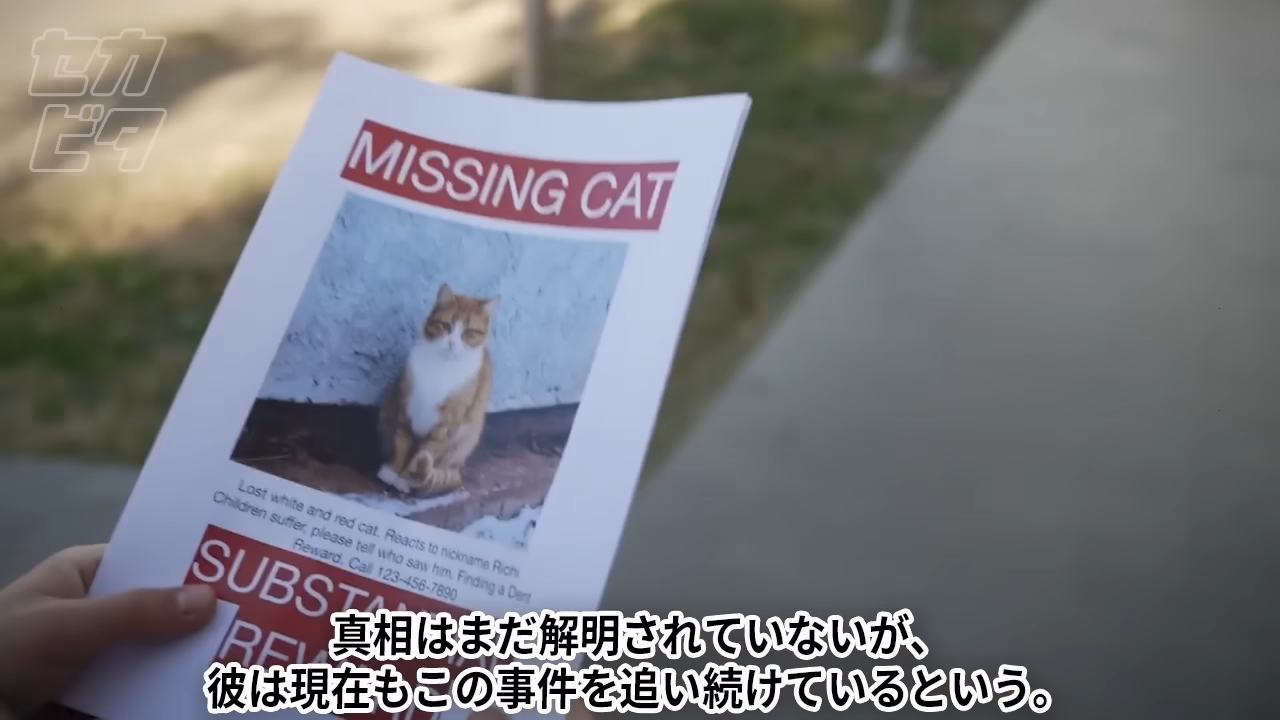 セカ
ビタ
MISSING CAT
Lost white and red cat. Reacts to nickname Richi.
Children suffer, please tell who saw him. Finding a Dent
Reward. Call 123-456-7890
真相はまだ解明されていないが、
彼は現在もこの事件を追い続けているという。